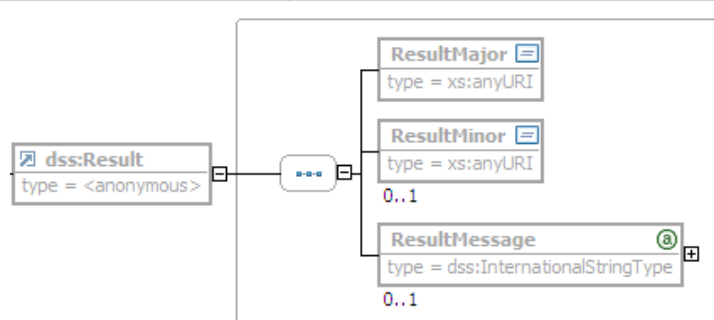 ResultMajor
type = xs:anyURI
ResultMinor
type = xs:anyURI
0..1
dss:Result
type = <anonymous>
ResultMessage
type = dss:InternationalStringType
0..1